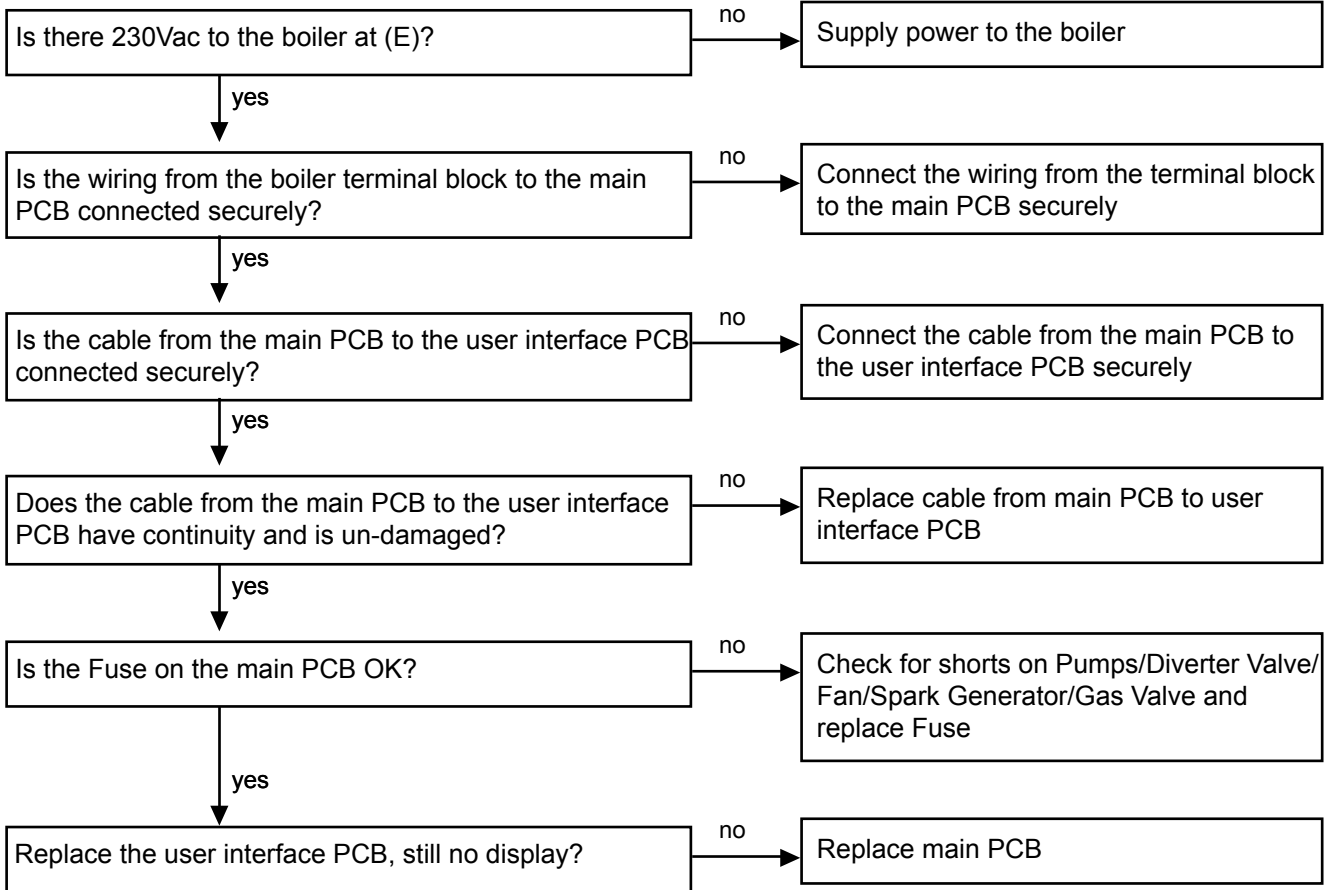 Is there 230Vac to the boiler at (E)?
no
Supply power to the boiler
yes
Is the wiring from the boiler terminal block to the main
PCB connected securely?
no
Connect the wiring from the terminal block
to the main PCB securely
yes
Is the cable from the main PCB to the user interface PCB
connected securely?
no
Connect the cable from the main PCB to
the user interface PCB securely
yes
Does the cable from the main PCB to the user interface
PCB have continuity and is un-damaged?
no
Replace cable from main PCB to user
interface PCB
yes
Is the Fuse on the main PCB OK?
no
Check for shorts on Pumps/Diverter Valve/
Fan/Spark Generator/Gas Valve and
replace Fuse
yes
Replace the user interface PCB, still no display?
no
Replace main PCB